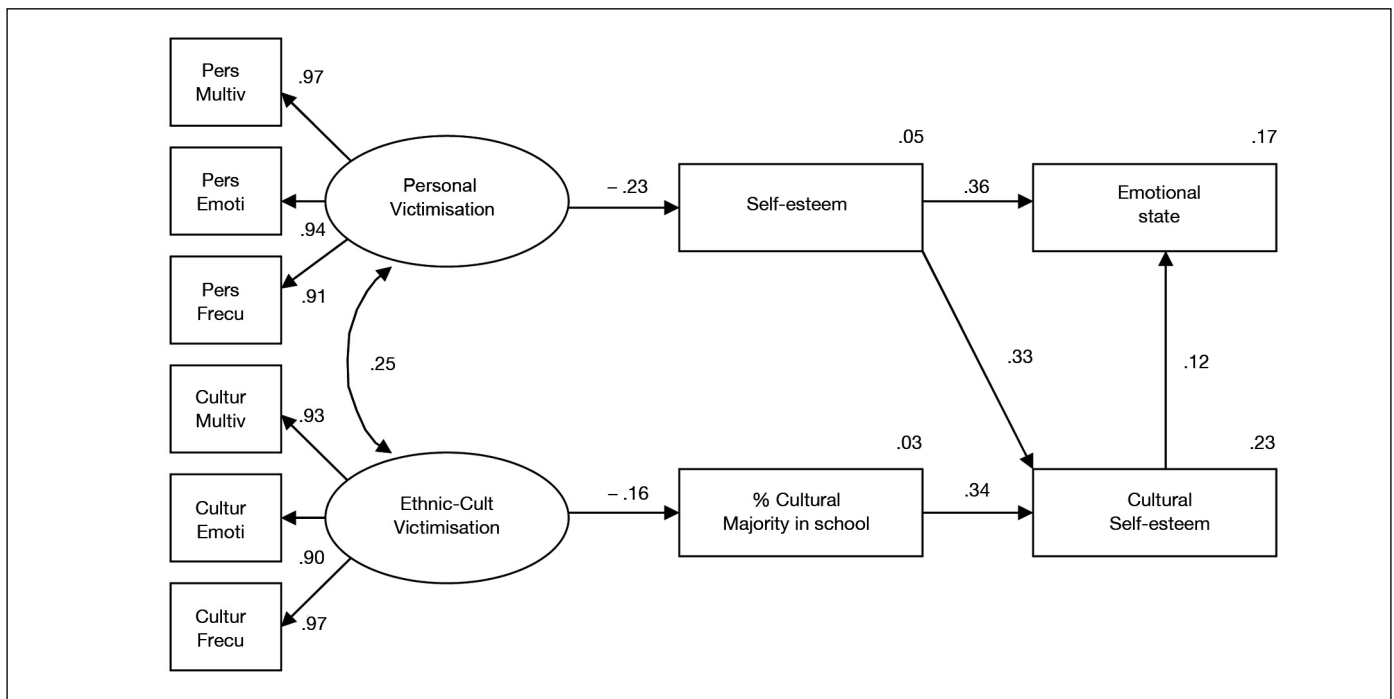 Pers
Multiv
.97
Pers
Emoti
.94
Pers
Frecu
.91
Personal
Victimisation
– .23
Self-esteem
.05
.36
Emotional
state
.17
.25
.33
.12
Cultur
Multiv
.93
Cultur
Emoti
.90
Cultur
Frecu
.97
Ethnic-Cult
Victimisation
– .16
% Cultural
Majority in school
.03
.34
Cultural
Self-esteem
.23